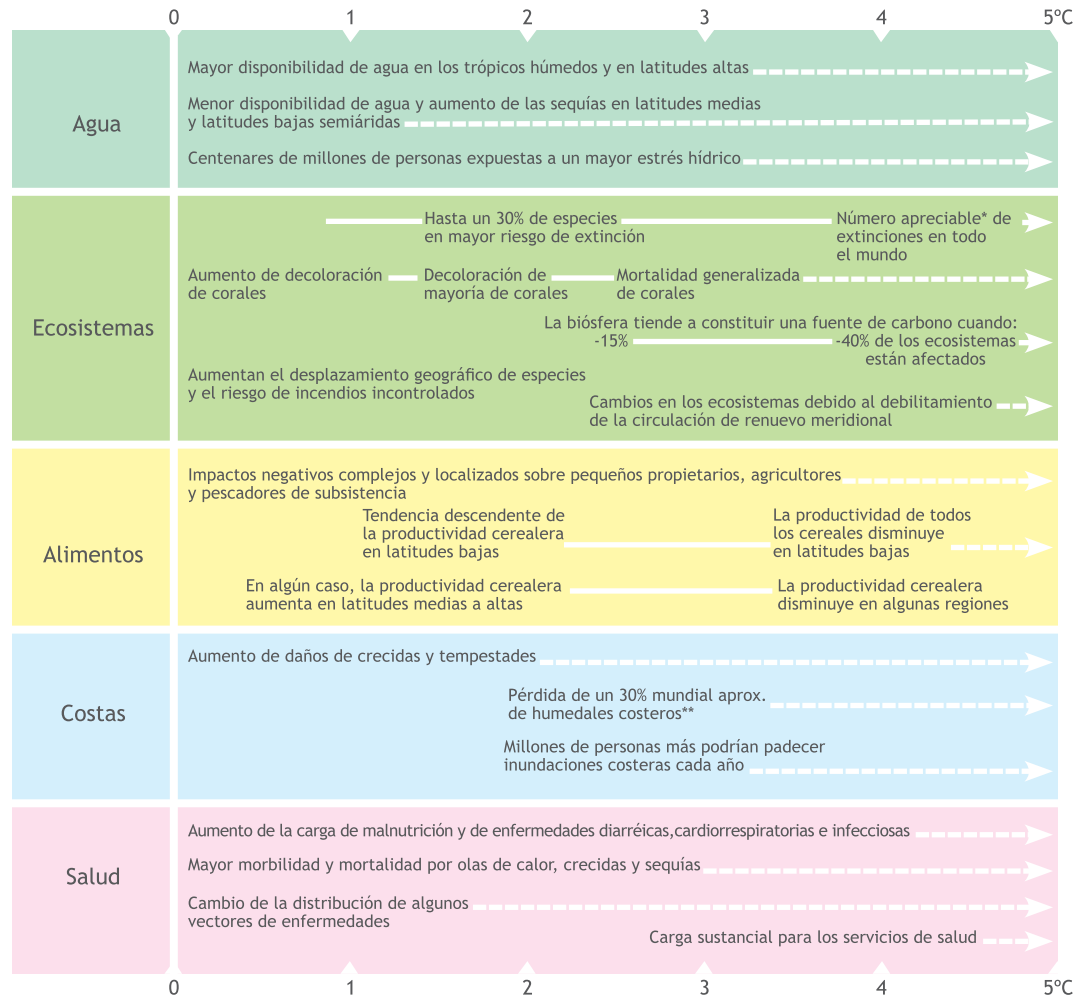 0 1 2 3 4 5ºC
Agua
Mayor disponibilidad de agua en los trópicos húmedos y en latitudes altas
Menor disponibilidad de agua y aumento de las sequías en latitudes medias
y latitudes bajas semiáridas
Centenares de millones de personas expuestas a un mayor estrés hídrico
Ecosistemas
Hasta un 30% de especies
en mayor riesgo de extinción
Número apreciable* de
extinciones en todo
el mundo
Aumento de decoloración
de corales
Decoloración de
mayoría de corales
Mortalidad generalizada
de corales
La biósfera tiende a constituir una fuente de carbono cuando:
-15%
-40% de los ecosistemas
están afectados
Aumentan el desplazamiento geográfico de especies
y el riesgo de incendios incontrolados
Cambios en los ecosistemas debido al debilitamiento
de la circulación de renuevo meridional
Alimentos
Impactos negativos complejos y localizados sobre pequeños propietarios, agricultores
y pescadores de subsistencia
Tendencia descendente de
la productividad cerealera
en latitudes bajas
La productividad de todos
los cereales disminuye
en latitudes bajas
En algún caso, la productividad cerealera
aumenta en latitudes medias a altas
La productividad cerealera
disminuye en algunas regiones
Costas
Aumento de daños de crecidas y tempestades
Pérdida de un 30% mundial aprox.
de humedales costeros**
Millones de personas más podrían padecer
inundaciones costeras cada año
Salud
Aumento de la carga de malnutrición y de enfermedades diarréicas,cardiorrespiratorias e infecciosas
Mayor morbilidad y mortalidad por olas de calor, crecidas y sequías
Cambio de la distribución de algunos
vectores de enfermedades
Carga sustancial para los servicios de salud
0 1 2 3 4 5ºC